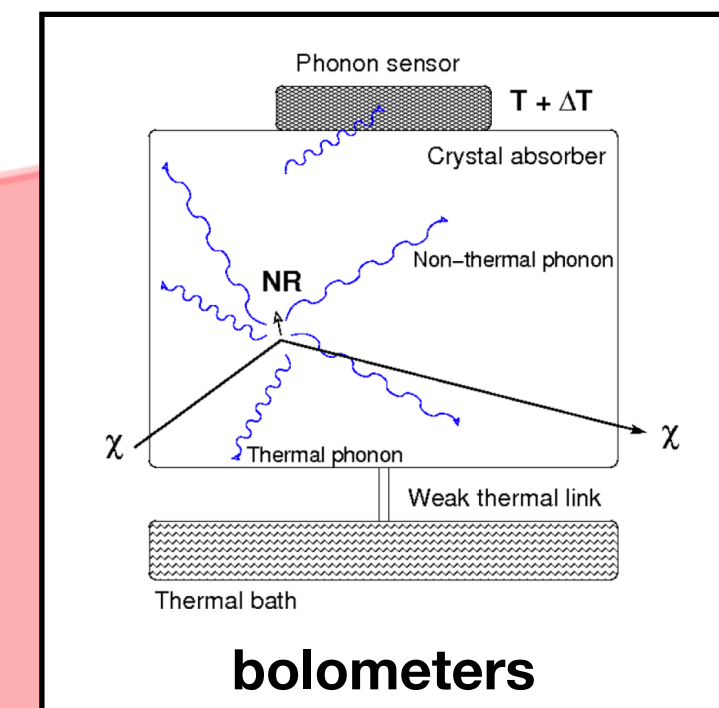 Phonon sensor
T + ΔT
Crystal absorber
Non−thermal phonon
NR
χ
χ
Thermal phonon
Weak thermal link
Thermal bath
bolometers